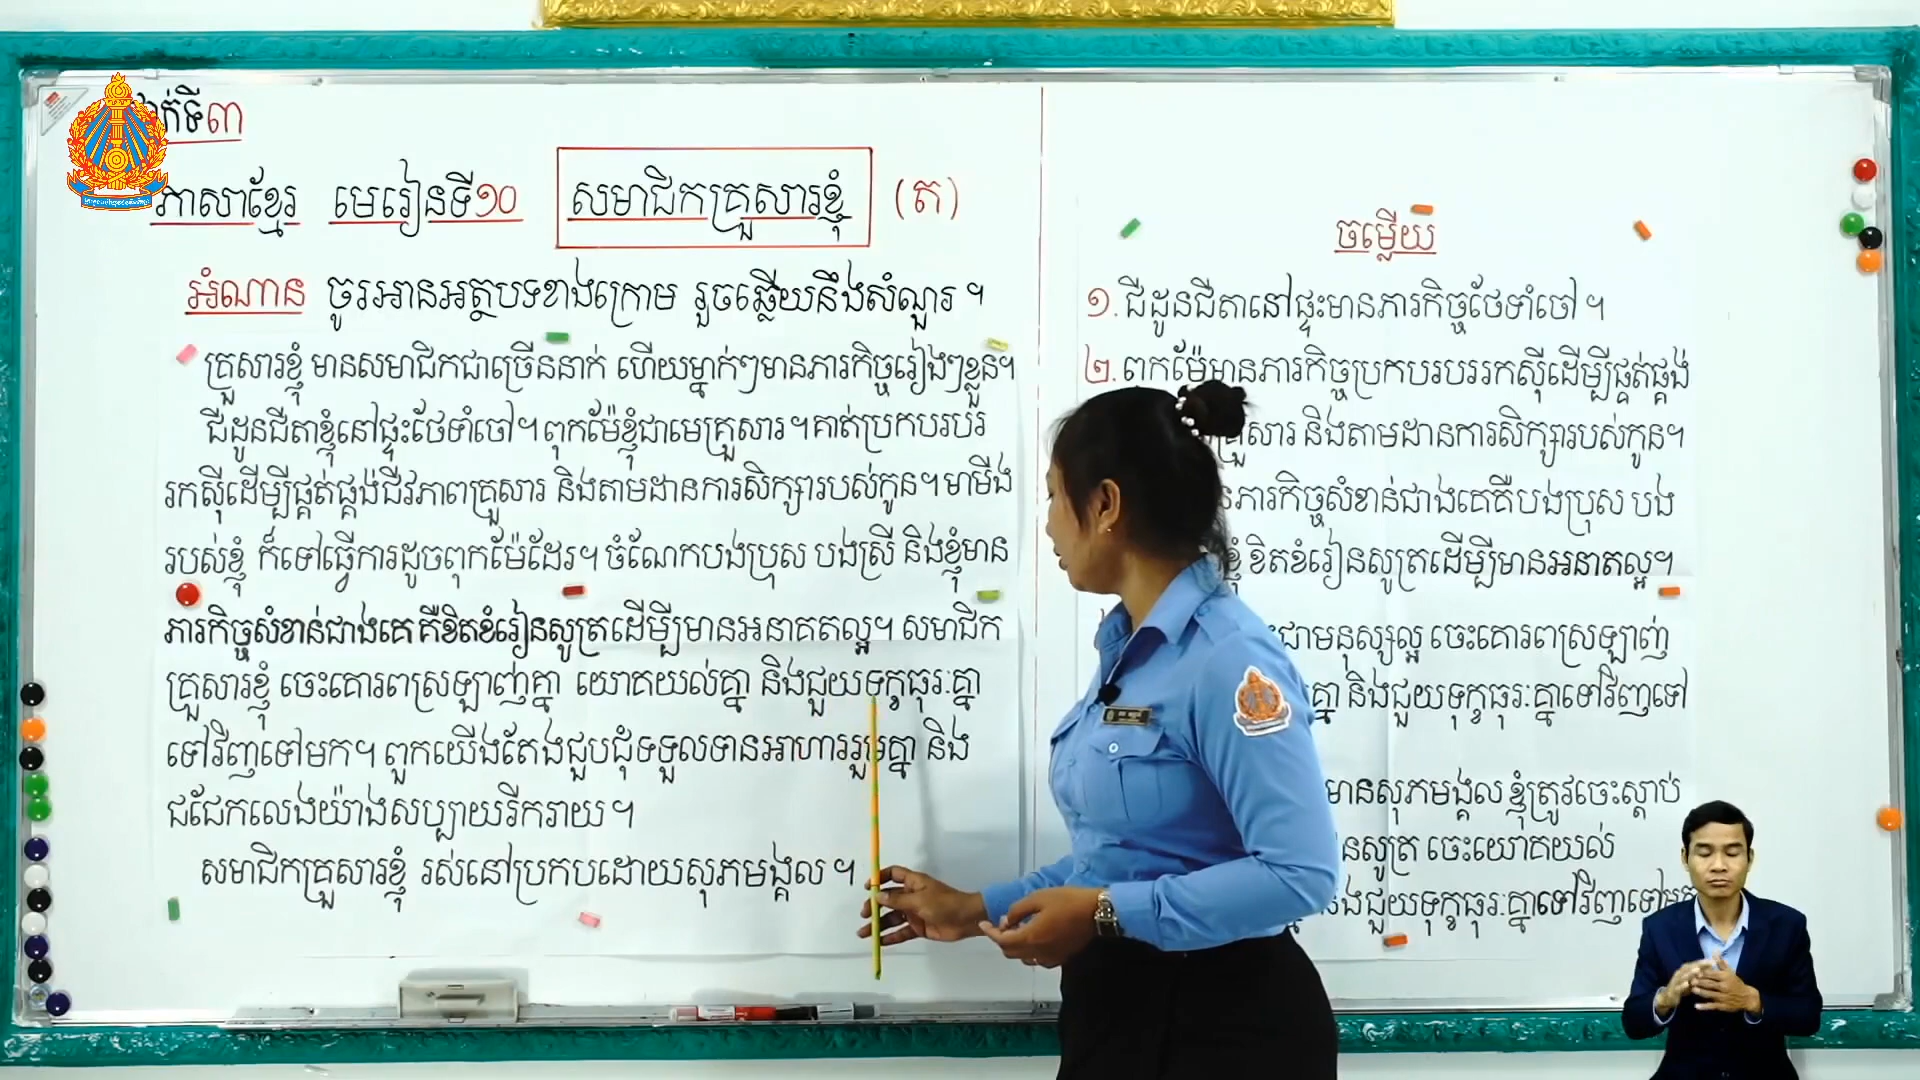 ថ្នាក់ទី៣
ភាសាខ្មែរ មេរៀនទី១០ សមាជិកគ្រួសារខ្ញុំ (ត)
អំណាន ចូរអានអត្ថបទខាងក្រោម រួចឆ្លើយនឹងសំណួរ ។
គ្រួសារខ្ញុំ មានសមាជិកជាច្រើននាក់ ហើយម្នាក់ៗមានភារកិច្ចរៀងៗខ្លួន។
ជីដូនជីតាខ្ញុំនៅផ្ទះថែទាំចៅ។ ពុកម៉ែខ្ញុំជាមេគ្រួសារ។ គាត់ប្រកបរបរ
រកស៊ីដើម្បីផ្គត់ផ្គង់ជីវភាពគ្រួសារ និងតាមដានការសិក្សារបស់កូន។ មាមីង
របស់ខ្ញុំ ក៏ទៅធ្វើការដូចពុកម៉ែដែរ។ ចំណែកបងប្រុស បងស្រី និងខ្ញុំមាន
ភារកិច្ចសំខាន់ជាងគេ គឺខិតខំរៀនសូត្រដើម្បីមានអនាគតល្អ។ សមាជិក
គ្រួសារខ្ញុំ ចេះគោរពស្រឡាញ់គ្នា យោគយល់គ្នា និងជួយទុក្ខធុរៈគ្នា
ទៅវិញទៅមក។ ពួកយើងតែងជួបជុំទទួលទានអាហាររួមគ្នា និង
ជជែកលេងយ៉ាងសប្បាយរីករាយ ។
សមាជិកគ្រួសារខ្ញុំ រស់នៅប្រកបដោយសុភមង្គល ។
ចម្លើយ
១. ជីដូនជីតានៅផ្ទះមានភារកិច្ចថែទាំចៅ ។
២. ពុកម៉ែមានភារកិច្ចប្រកបរបររកស៊ីដើម្បីផ្គត់ផ្គង់
គ្រួសារ និងតាមដានការសិក្សារបស់កូន។
ភារកិច្ចសំខាន់ជាងគេគឺបងប្រុស បង
ខ្ញុំ ខិតខំរៀនសូត្រដើម្បីមានអនាតល្អ។
ជាមនុស្សល្អ ចេះគោរពស្រឡាញ់
គ្នា និងជួយទុក្ខធុរៈគ្នាទៅវិញទៅ
មានសុភមង្គល ខ្ញុំត្រូវចេះស្តាប់
សូត្រ ចេះយោគយល់
និងជួយទុក្ខធុរៈគ្នាទៅវិញទៅមក